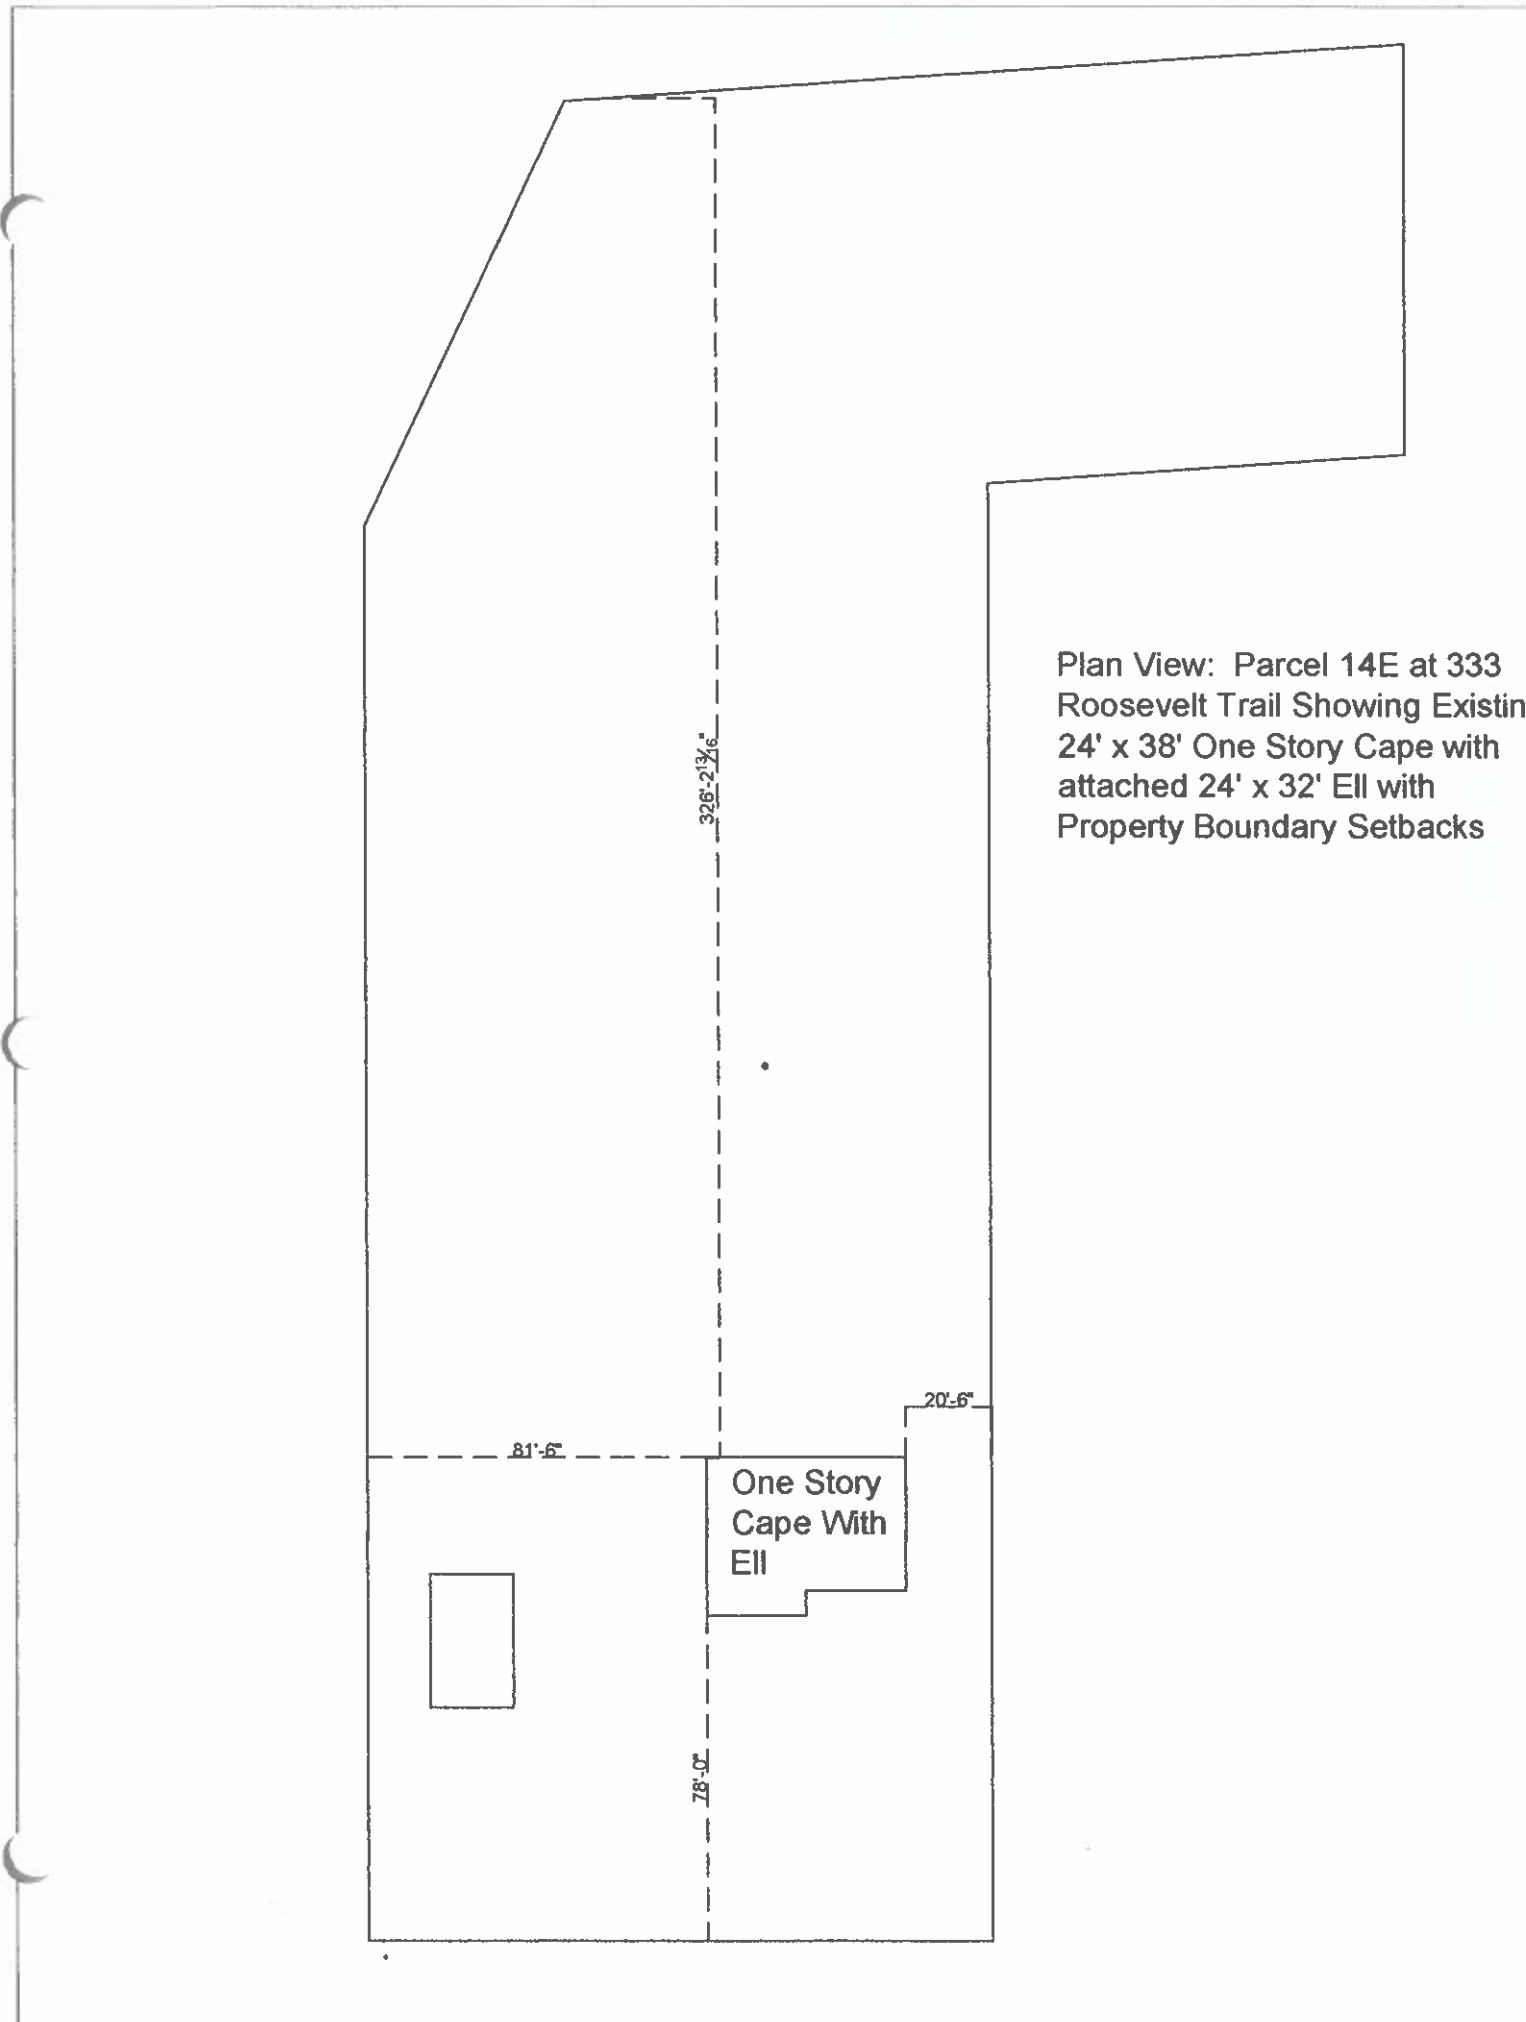 Plan View: Parcel 14E at 333
Roosevelt Trail Showing Existin
24' x 38' One Story Cape with
attached 24' x 32' Ell with
Property Boundary Setbacks
326'-2 13/16"
20'-6"
81'-6"
One Story
Cape With
Ell
78'-0"